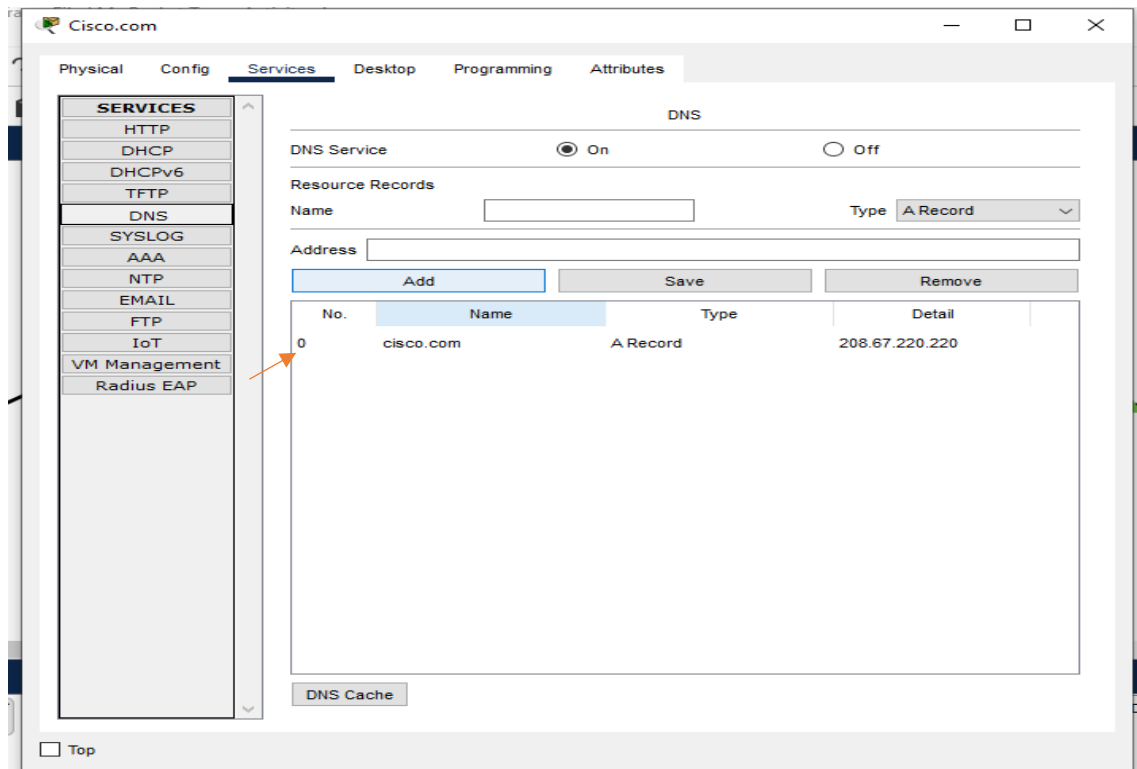 Cisco.com
Physical Config Services Desktop Programming Attributes
SERVICES
HTTP
DHCP
DHCPv6
TFTP
DNS
SYSLOG
AAA
NTP
EMAIL
FTP
IoT
VM Management
Radius EAP
DNS
DNS Service On Off
Resource Records
Name Type A Record
Address
Add Save Remove
No. Name Type Detail
0 cisco.com A Record 208.67.220.220
DNS Cache
Top